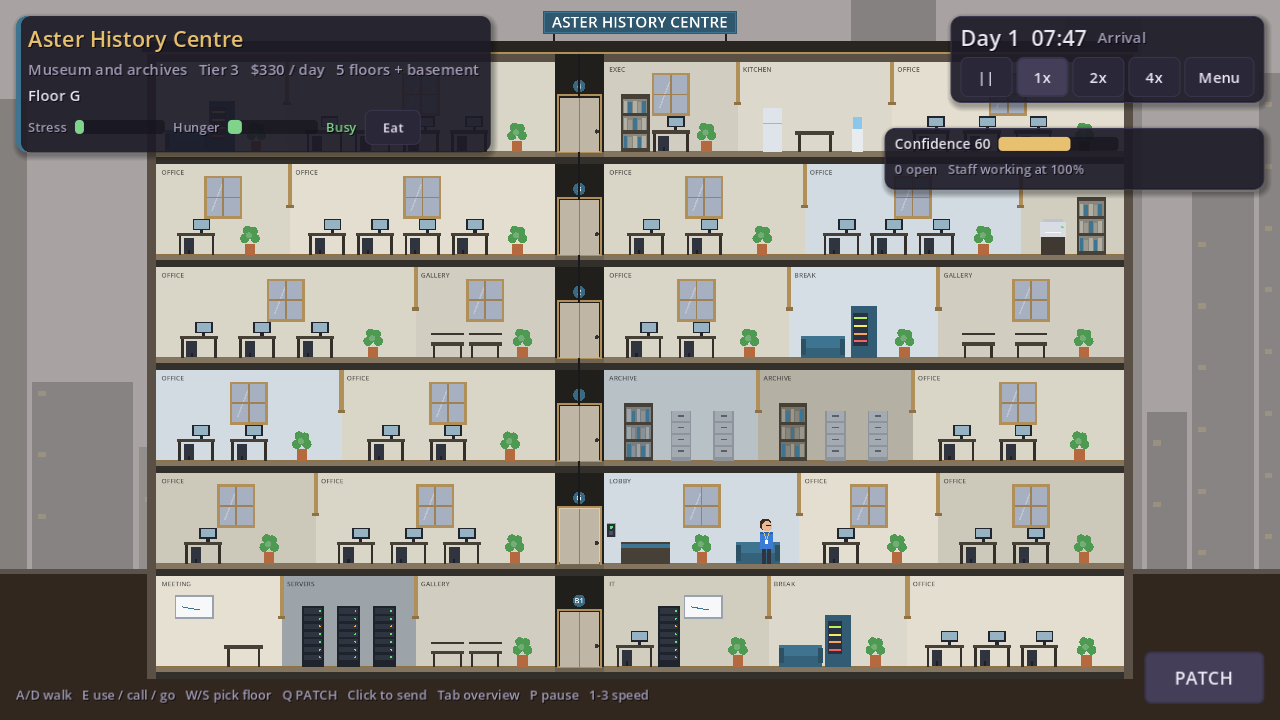 ASTER HISTORY CENTRE
Aster History Centre
Museum and archives Tier 3 $330 / day 5 floors + basement
Floor G
Stress Hunger Busy Eat
Day 1 07:47 Arrival
|| 1x 2x 4x Menu
Confidence 60
0 open Staff working at 100%
EXEC KITCHEN OFFICE
OFFICE OFFICE OFFICE OFFICE
OFFICE GALLERY OFFICE BREAK GALLERY
OFFICE OFFICE ARCHIVE ARCHIVE OFFICE
OFFICE OFFICE LOBBY OFFICE OFFICE
MEETING SERVERS GALLERY B1 IT BREAK OFFICE
PATCH
A/D walk E use / call / go W/S pick floor Q PATCH Click to send Tab overview P pause 1-3 speed